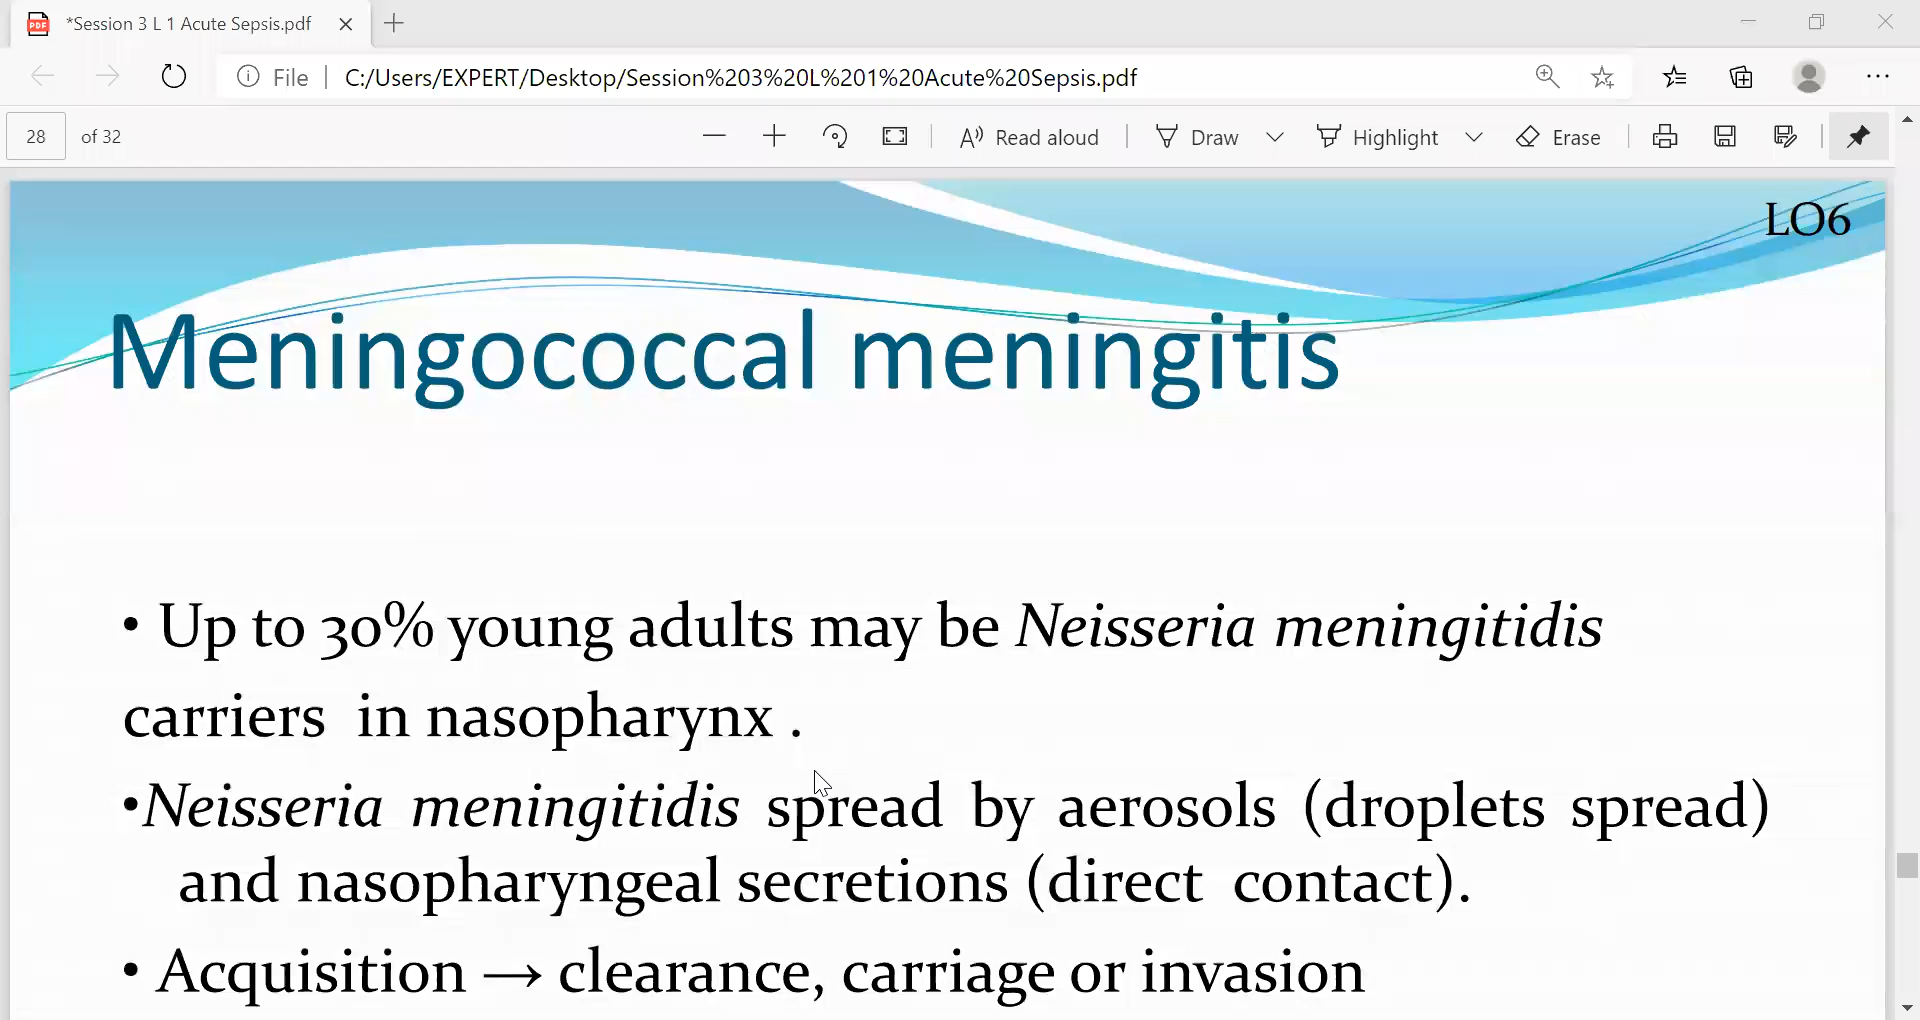 *Session 3 L 1 Acute Sepsis.pdf
File | C:/Users/EXPERT/Desktop/Session%203%20L%201%20Acute%20Sepsis.pdf
28 of 32
Read aloud
Draw
Highlight
Erase
LO6
Meningococcal meningitis
• Up to 30% young adults may be Neisseria meningitidis
carriers in nasopharynx .
•Neisseria meningitidis spread by aerosols (droplets spread)
and nasopharyngeal secretions (direct contact).
• Acquisition → clearance, carriage or invasion